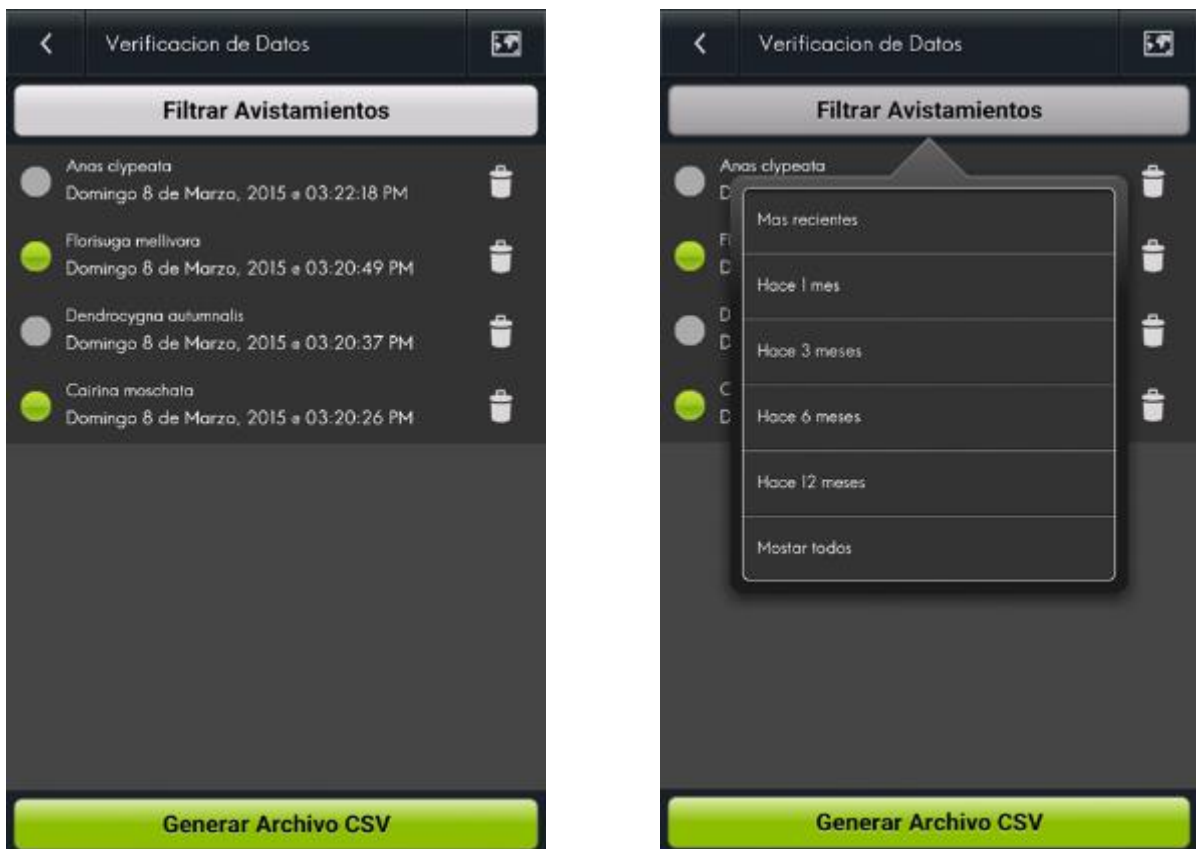 Verificacion de Datos
Filtrar Avistamientos
Anas clypeata
Domingo 8 de Marzo, 2015 a 03:22:18 PM
Florisuga mellivora
Domingo 8 de Marzo, 2015 a 03:20:49 PM
Dendrocygna autumnalis
Domingo 8 de Marzo, 2015 a 03:20:37 PM
Cairina moschata
Domingo 8 de Marzo, 2015 a 03:20:26 PM
Generar Archivo CSV
Verificacion de Datos
Filtrar Avistamientos
Anas clypeata
D
Fl
D
D
D
C
D
Mas recientes
Hace 1 mes
Hace 3 meses
Hace 6 meses
Hace 12 meses
Mostar todos
Generar Archivo CSV